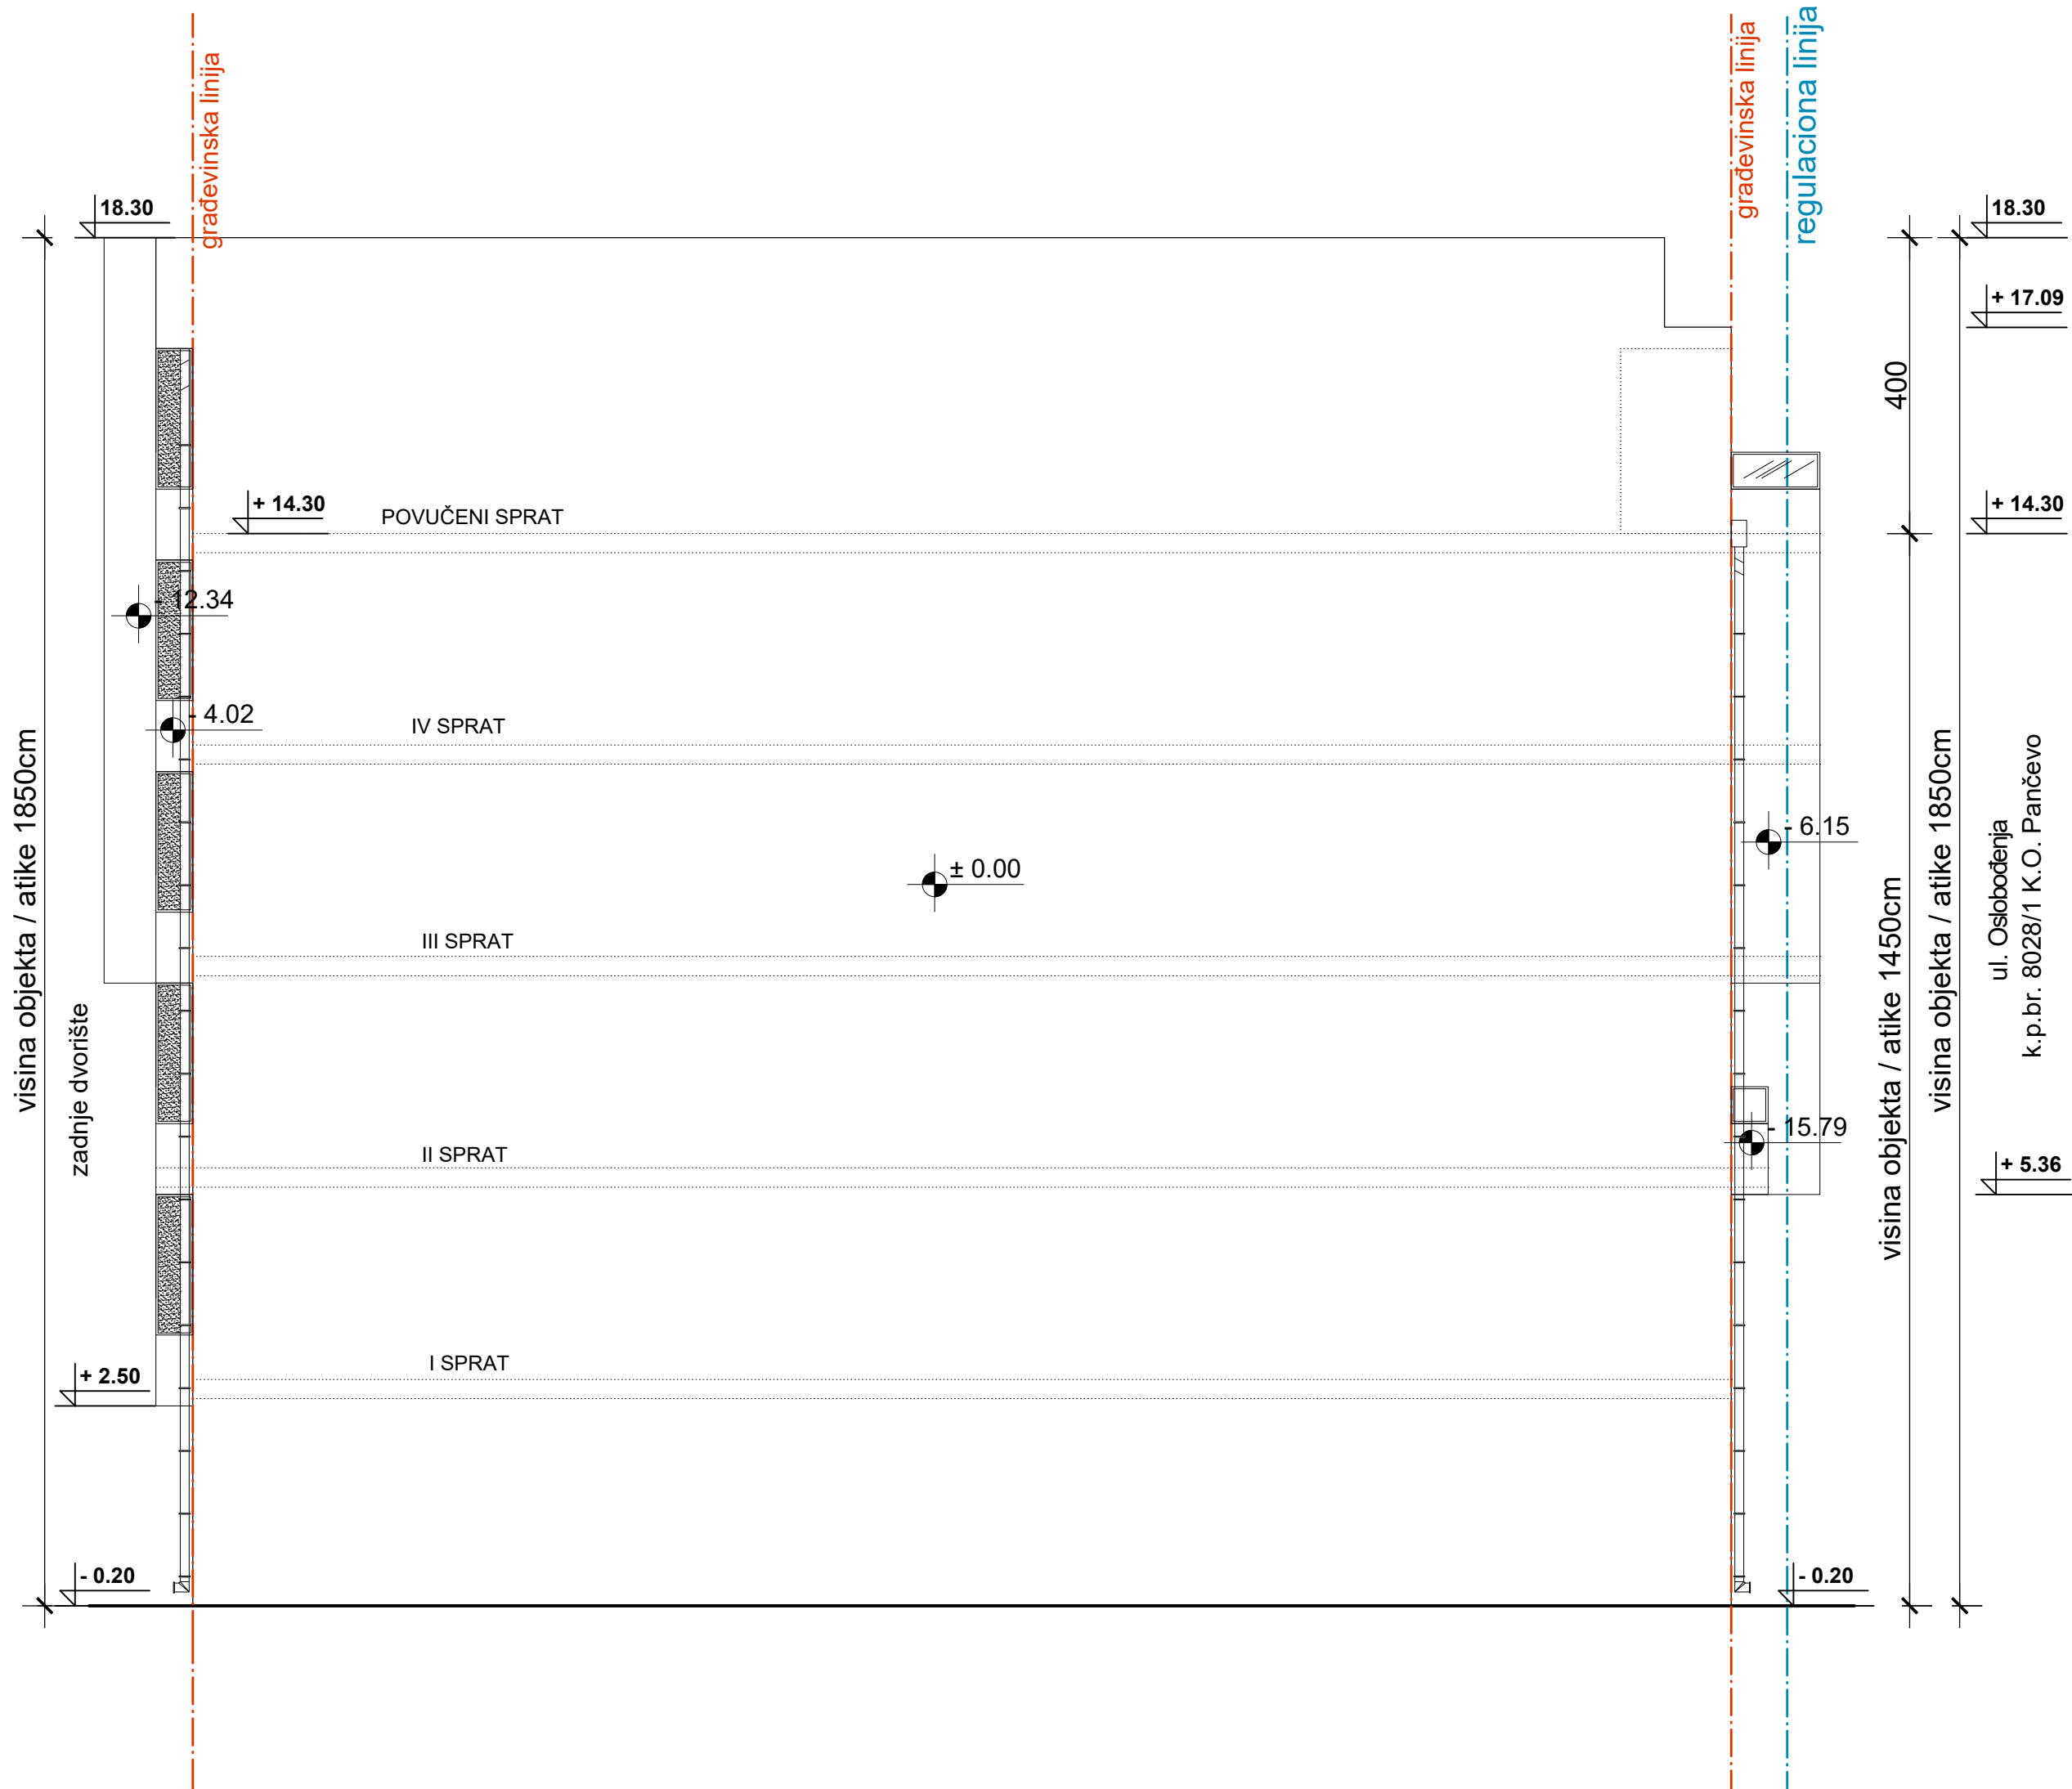 građevinska linija
građevinska linija
regulaciona linija
18.30
18.30
+ 17.09
400
+ 14.30
POVUČENI SPRAT
+ 14.30
- 12.34
- 4.02
IV SPRAT
visina objekta / atike 1850cm
zadnje dvorište
± 0.00
- 6.15
III SPRAT
visina objekta / atike 1450cm
visina objekta / atike 1850cm
ul. Oslobođenja
k.p.br. 8028/1 K.O. Pančevo
- 15.79
II SPRAT
+ 5.36
I SPRAT
+ 2.50
- 0.20
- 0.20